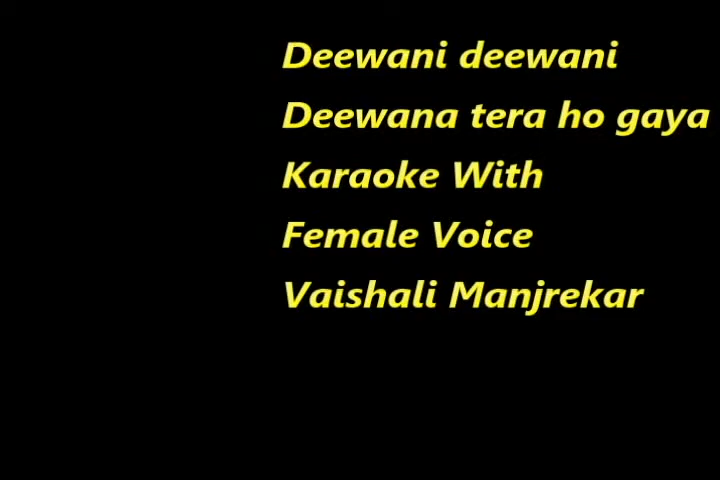 Deewani deewani
Deewana tera ho gaya
Karaoke With
Female Voice
Vaishali Manjrekar